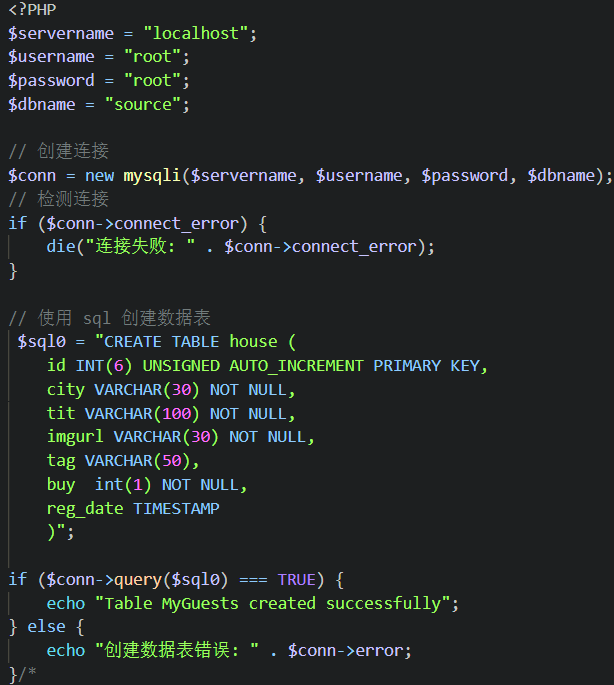 <?PHP
$servername = "localhost";
$username = "root";
$password = "root";
$dbname = "source";
// 创建连接
$conn = new mysqli($servername, $username, $password, $dbname);
// 检测连接
if ($conn->connect_error) {
    die("连接失败: " . $conn->connect_error);
}
// 使用 sql 创建数据表
 $sql0 = "CREATE TABLE house (
    id INT(6) UNSIGNED AUTO_INCREMENT PRIMARY KEY,
    city VARCHAR(30) NOT NULL,
    tit VARCHAR(100) NOT NULL,
    imgurl VARCHAR(30) NOT NULL,
    tag VARCHAR(50),
    buy  int(1) NOT NULL,
    reg_date TIMESTAMP
    )";
if ($conn->query($sql0) === TRUE) {
    echo "Table MyGuests created successfully";
} else {
    echo "创建数据表错误: " . $conn->error;
}/*